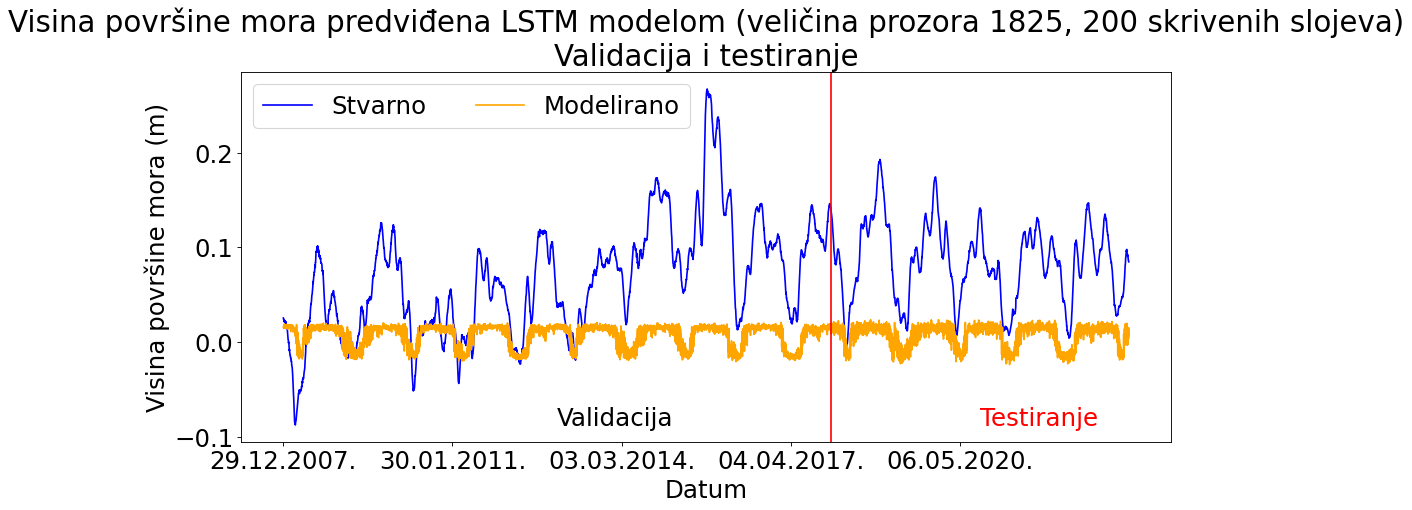 Visina površine mora predviđena LSTM modelom (veličina prozora 1825, 200 skrivenih slojeva)
Validacija i testiranje
Stvarno
Modelirano
Visina površine mora (m)
0.2
0.1
0.0
−0.1
Validacija
Testiranje
29.12.2007.
30.01.2011.
03.03.2014.
04.04.2017.
06.05.2020.
Datum